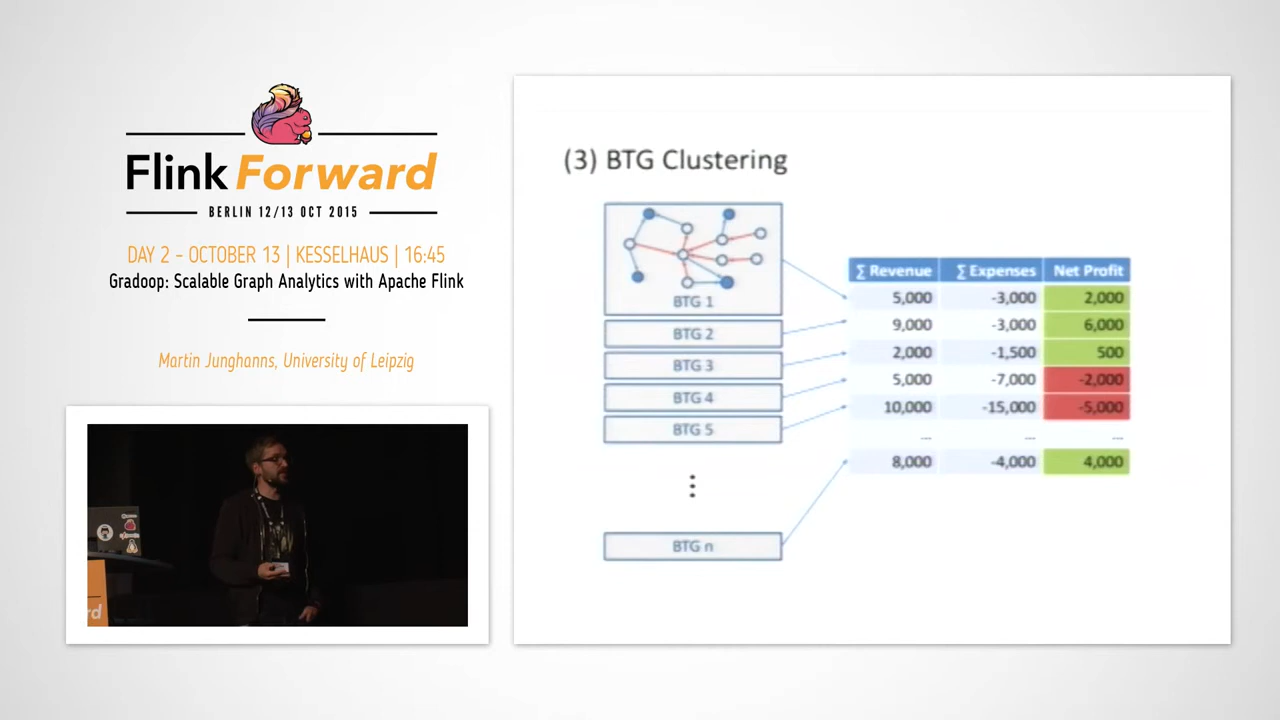 Flink Forward
BERLIN 12/13 OCT 2015
DAY 2 - OCTOBER 13 | KESSELHAUS | 16:45
Gradoop: Scalable Graph Analytics with Apache Flink
Martin Junghanns, University of Leipzig
rd
(3) BTG Clustering
BTG 1
BTG 2
BTG 3
BTG 4
BTG 5
⋮
BTG n
∑ Revenue ∑ Expenses Net Profit
5,000 -3,000 2,000
9,000 -3,000 6,000
2,000 -1,500 500
5,000 -7,000 -2,000
10,000 -15,000 -5,000
... ... ...
8,000 -4,000 4,000